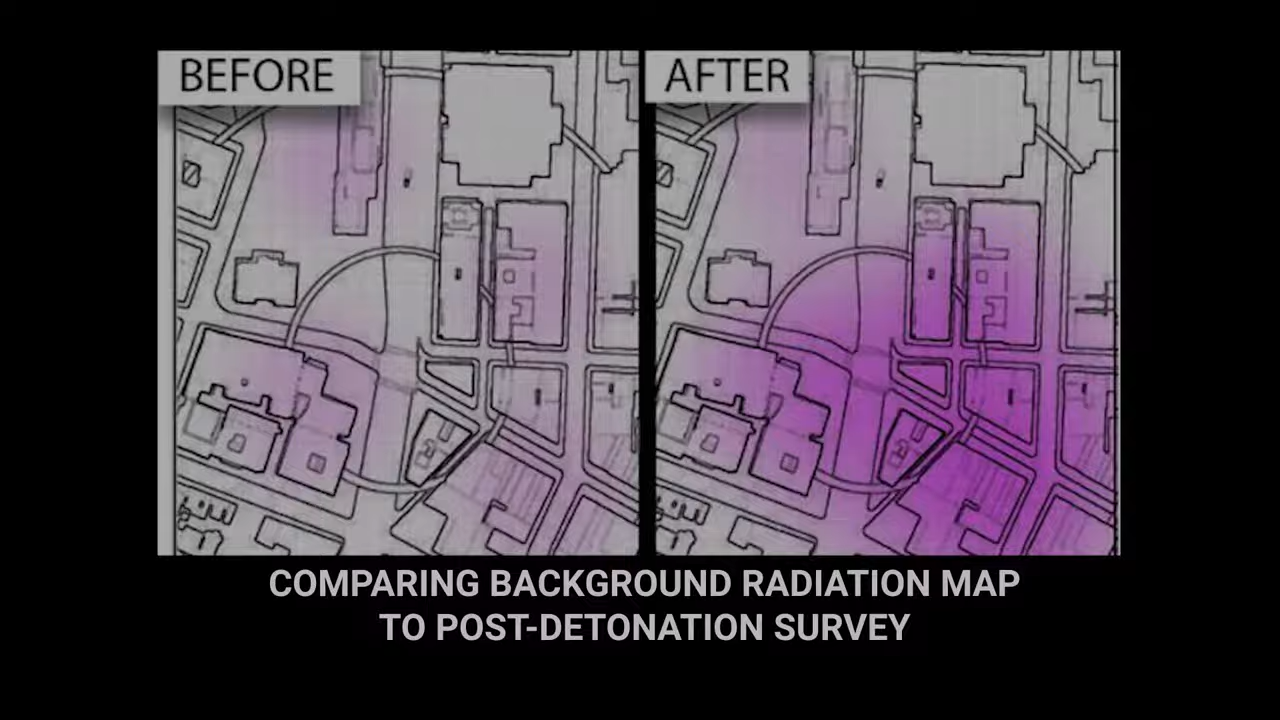 BEFORE
AFTER
COMPARING BACKGROUND RADIATION MAP
TO POST-DETONATION SURVEY